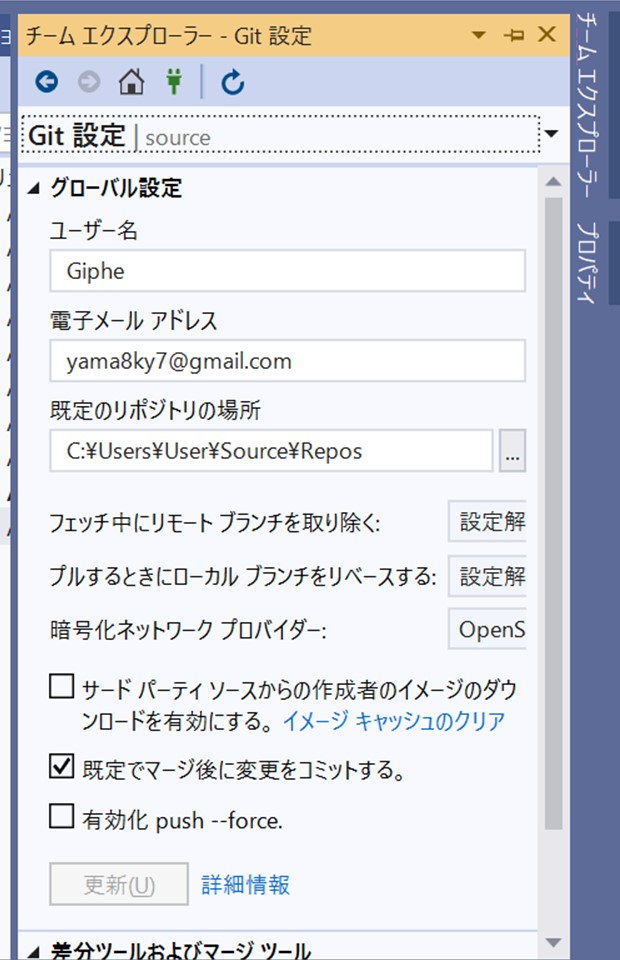 チーム エクスプローラー - Git 設定
Git 設定 | source
グローバル設定
ユーザー名
Giphe
電子メール アドレス
yama8ky7@gmail.com
既定のリポジトリの場所
C:¥Users¥User¥Source¥Repos
...
フェッチ中にリモート ブランチを取り除く:
設定解
プルするときにローカル ブランチをリベースする:
設定解
暗号化ネットワーク プロバイダー:
OpenS
サード パーティ ソースからの作成者のイメージのダウ
ンロードを有効にする。 イメージ キャッシュのクリア
既定でマージ後に変更をコミットする。
有効化 push --force.
更新(U)
詳細情報
差分ツールおよびマージ ツール
チーム エクスプローラー
プロパティ